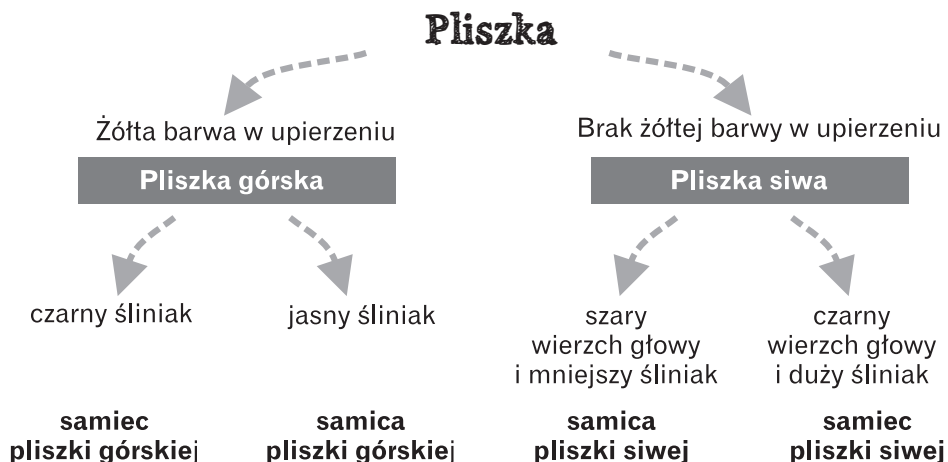 Pliszka
Żółta barwa w upierzeniu
Brak żółtej barwy w upierzeniu
Pliszka górska
Pliszka siwa
czarny śliniak
jasny śliniak
szary
wierzch głowy
i mniejszy śliniak
czarny
wierzch głowy
i duży śliniak
samiec
pliszki górskiej
samica
pliszki górskiej
samica
pliszki siwej
samiec
pliszki siwej